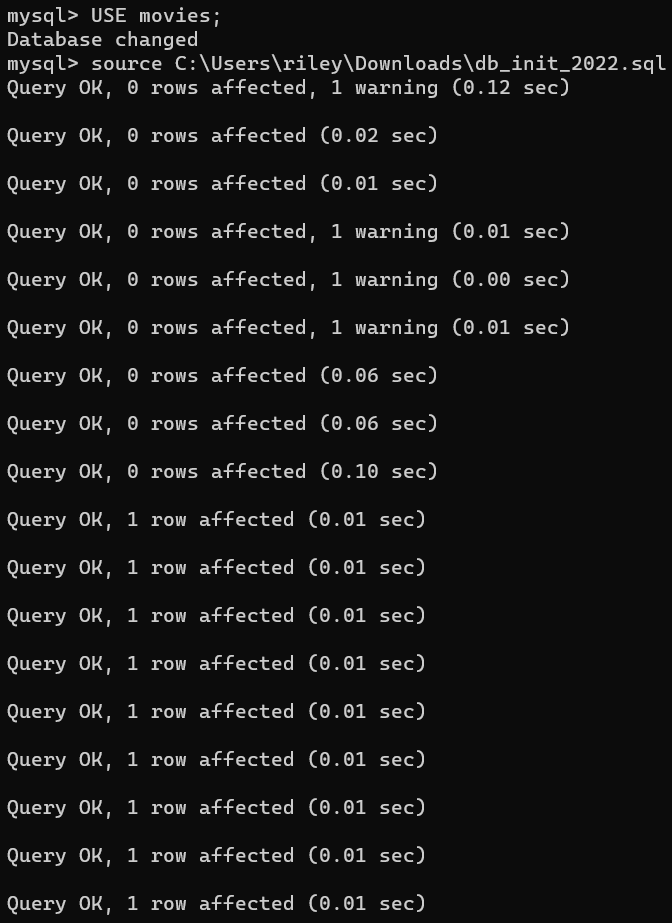 mysql> USE movies;
Database changed
mysql> source C:\Users\riley\Downloads\db_init_2022.sql
Query OK, 0 rows affected, 1 warning (0.12 sec)
Query OK, 0 rows affected (0.02 sec)
Query OK, 0 rows affected (0.01 sec)
Query OK, 0 rows affected, 1 warning (0.01 sec)
Query OK, 0 rows affected, 1 warning (0.00 sec)
Query OK, 0 rows affected, 1 warning (0.01 sec)
Query OK, 0 rows affected (0.06 sec)
Query OK, 0 rows affected (0.06 sec)
Query OK, 0 rows affected (0.10 sec)
Query OK, 1 row affected (0.01 sec)
Query OK, 1 row affected (0.01 sec)
Query OK, 1 row affected (0.01 sec)
Query OK, 1 row affected (0.01 sec)
Query OK, 1 row affected (0.01 sec)
Query OK, 1 row affected (0.01 sec)
Query OK, 1 row affected (0.01 sec)
Query OK, 1 row affected (0.01 sec)
Query OK, 1 row affected (0.01 sec)